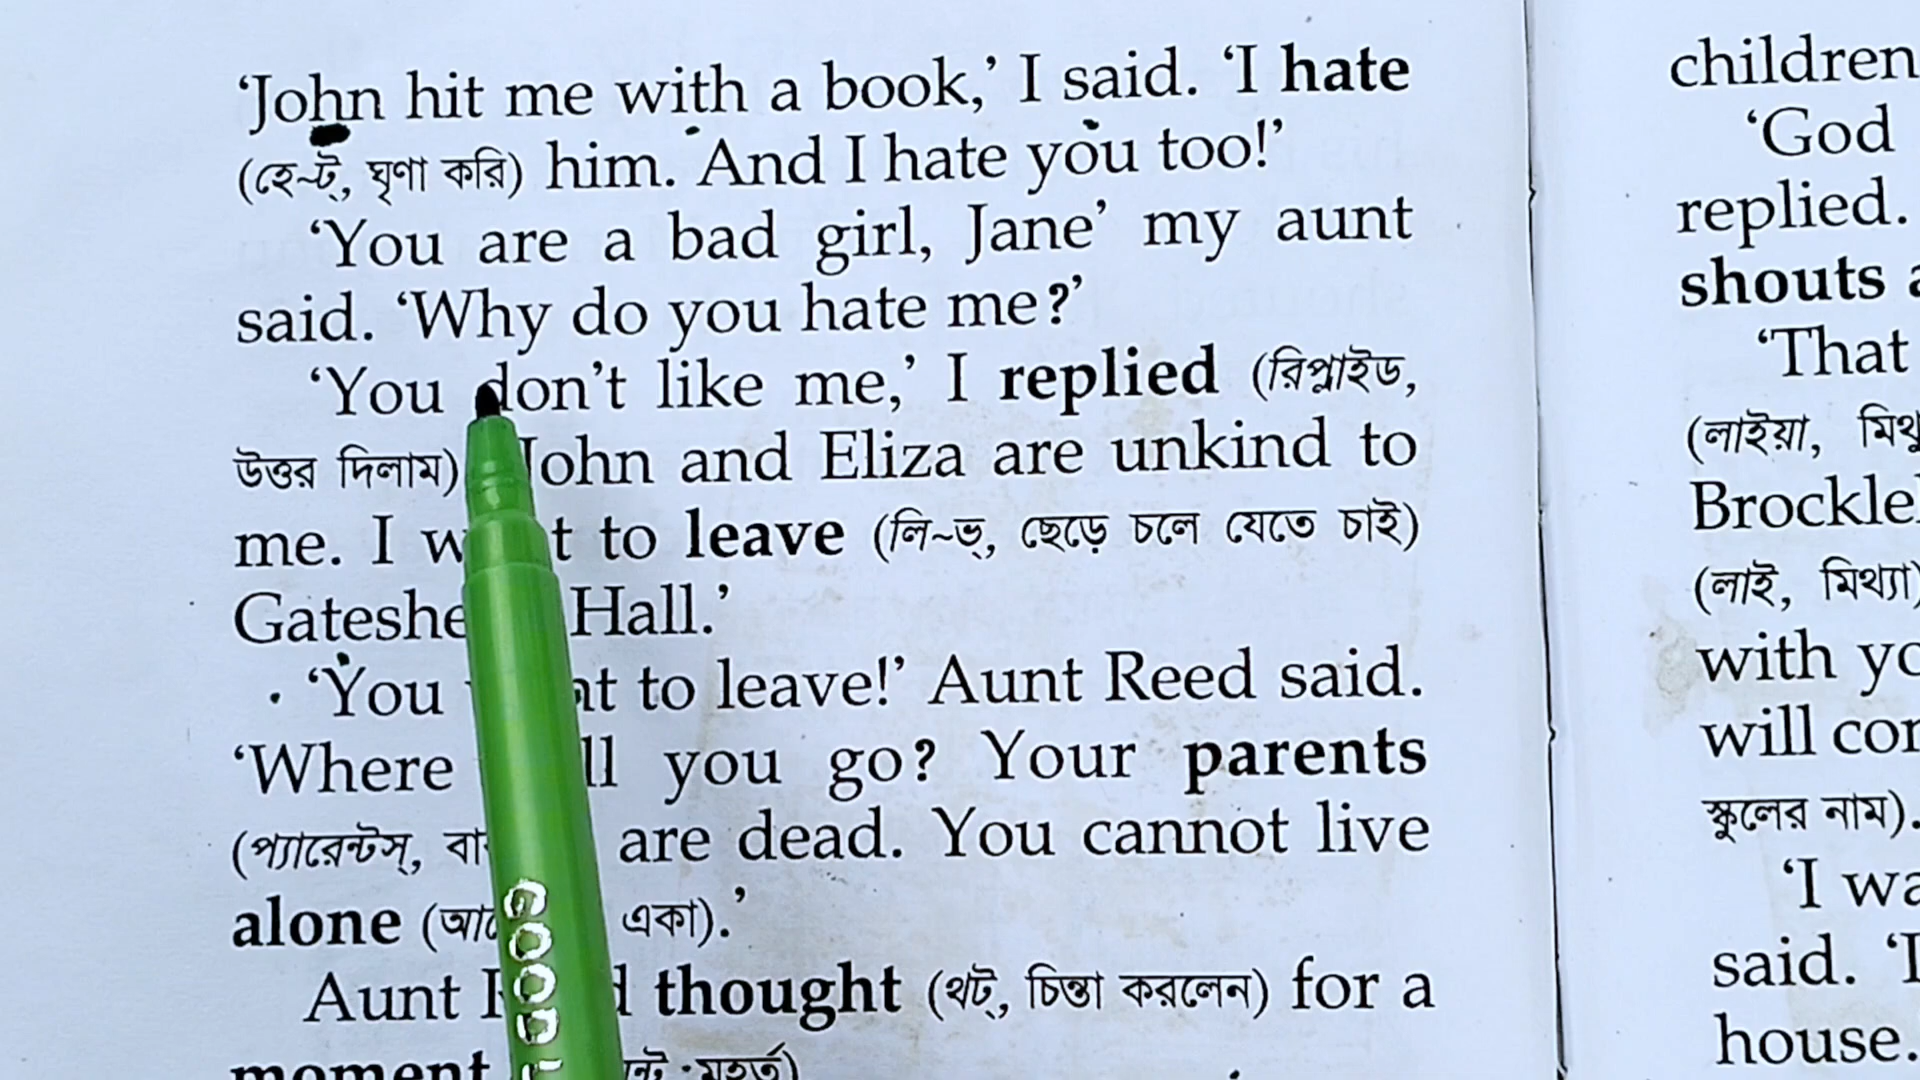 ‘John hit me with a book,’ I said. ‘I hate
(হে~ট্, ঘৃণা করি) him. And I hate you too!’
‘You are a bad girl, Jane’ my aunt
said. ‘Why do you hate me?’
‘You don’t like me,’ I replied (রিপ্লাইড,
উত্তর দিলাম) John and Eliza are unkind to
me. I to leave (লি~ভ্, ছেড়ে চলে যেতে চাই)
Hall.’
‘You to leave!’ Aunt Reed said.
‘Where you go? Your parents
(প্যারেন্টস্, are dead. You cannot live
alone একা).’
Aunt thought (থট্, চিন্তা করলেন) for a
moment মুহূর্ত)
GOOD
children
‘God
replied.
shouts
‘That
(লাইয়া,
(লাই, মিথ্যা)
with
will
স্কুলের নাম).
‘I
said.
house.